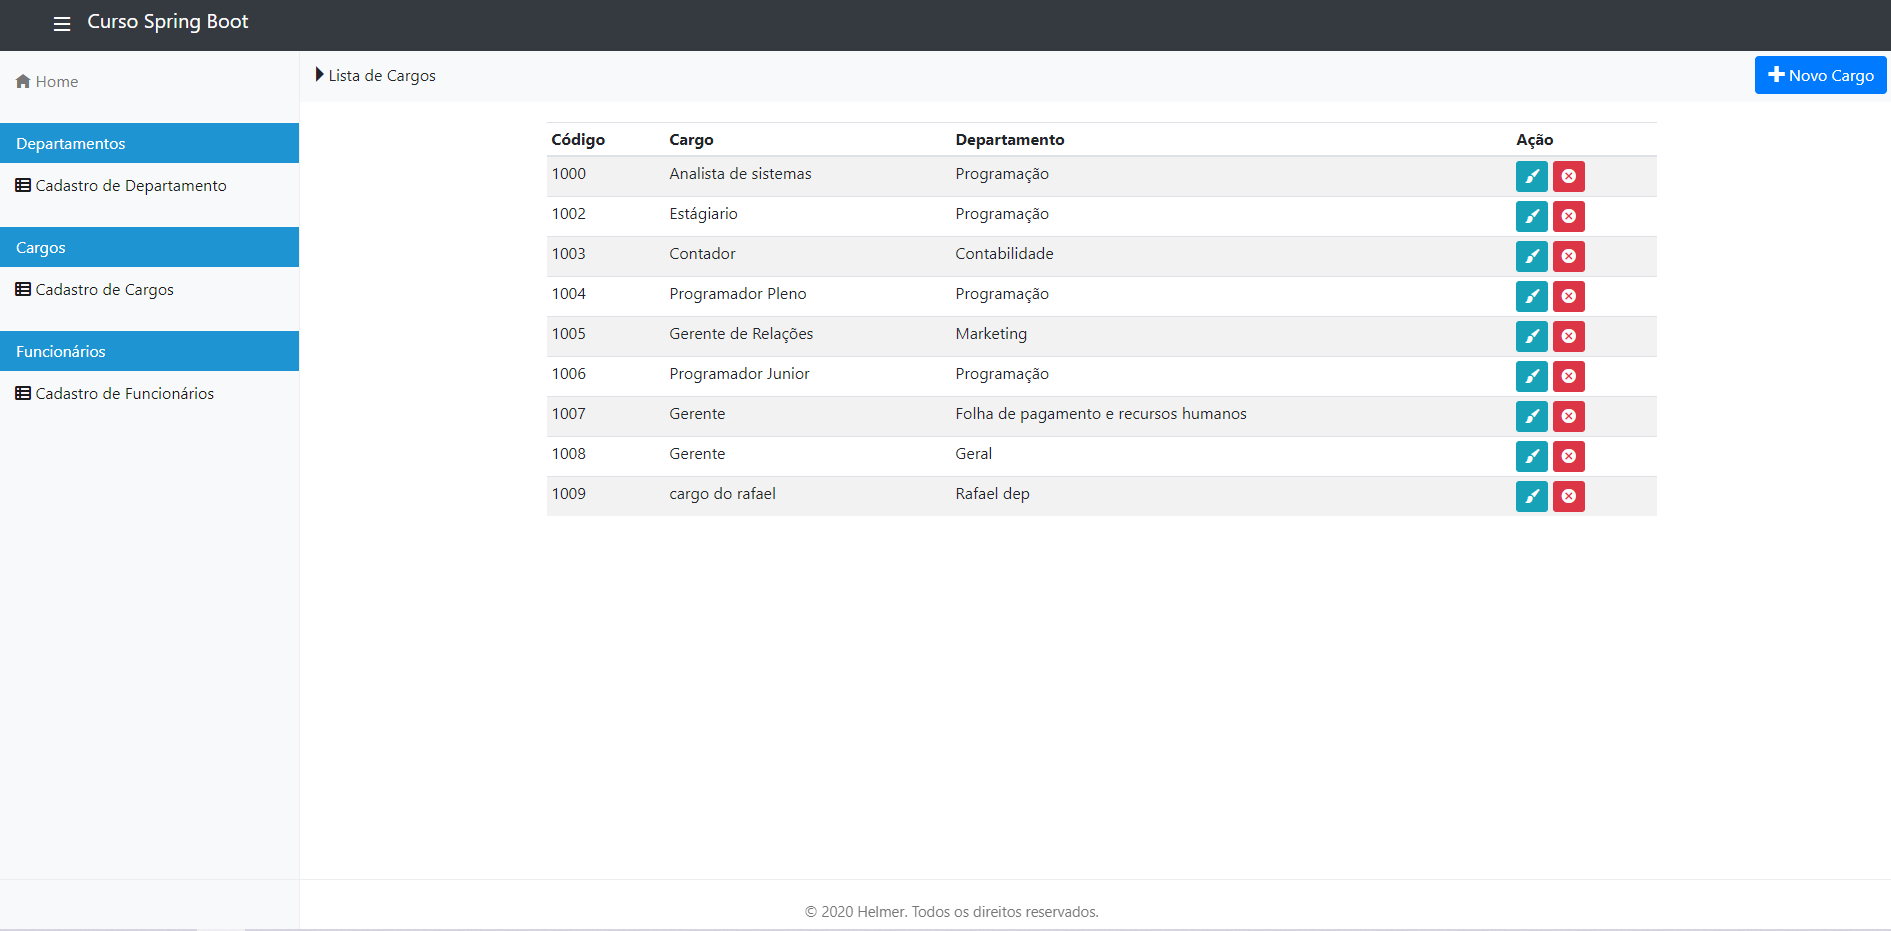 Curso Spring Boot
Home
Departamentos
Cadastro de Departamento
Cargos
Cadastro de Cargos
Funcionários
Cadastro de Funcionários
Lista de Cargos
Novo Cargo
Código Cargo Departamento Ação
1000 Analista de sistemas Programação
1002 Estágiario Programação
1003 Contador Contabilidade
1004 Programador Pleno Programação
1005 Gerente de Relações Marketing
1006 Programador Junior Programação
1007 Gerente Folha de pagamento e recursos humanos
1008 Gerente Geral
1009 cargo do rafael Rafael dep
© 2020 Helmer. Todos os direitos reservados.